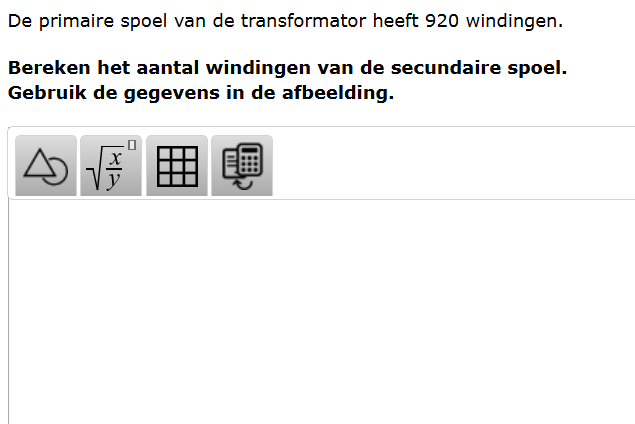 De primaire spoel van de transformator heeft 920 windingen.
Bereken het aantal windingen van de secundaire spoel.
Gebruik de gegevens in de afbeelding.
√x/y